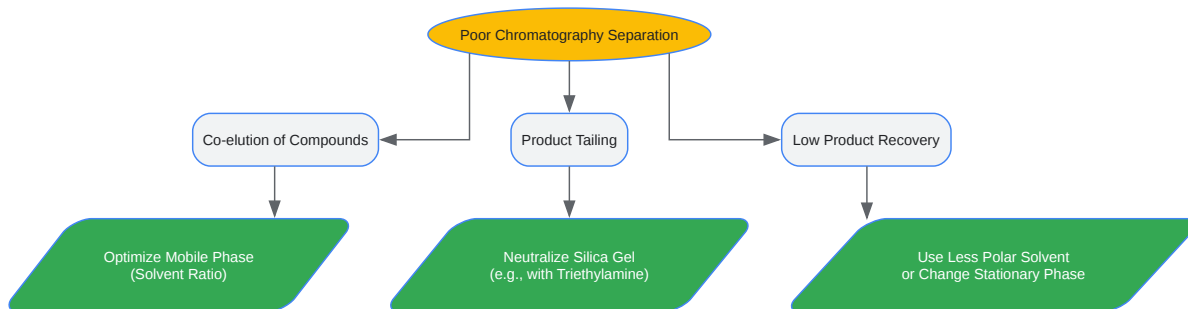 Poor Chromatography Separation
Co-elution of Compounds
Product Tailing
Low Product Recovery
Optimize Mobile Phase
(Solvent Ratio)
Neutralize Silica Gel
(e.g., with Triethylamine)
Use Less Polar Solvent
or Change Stationary Phase